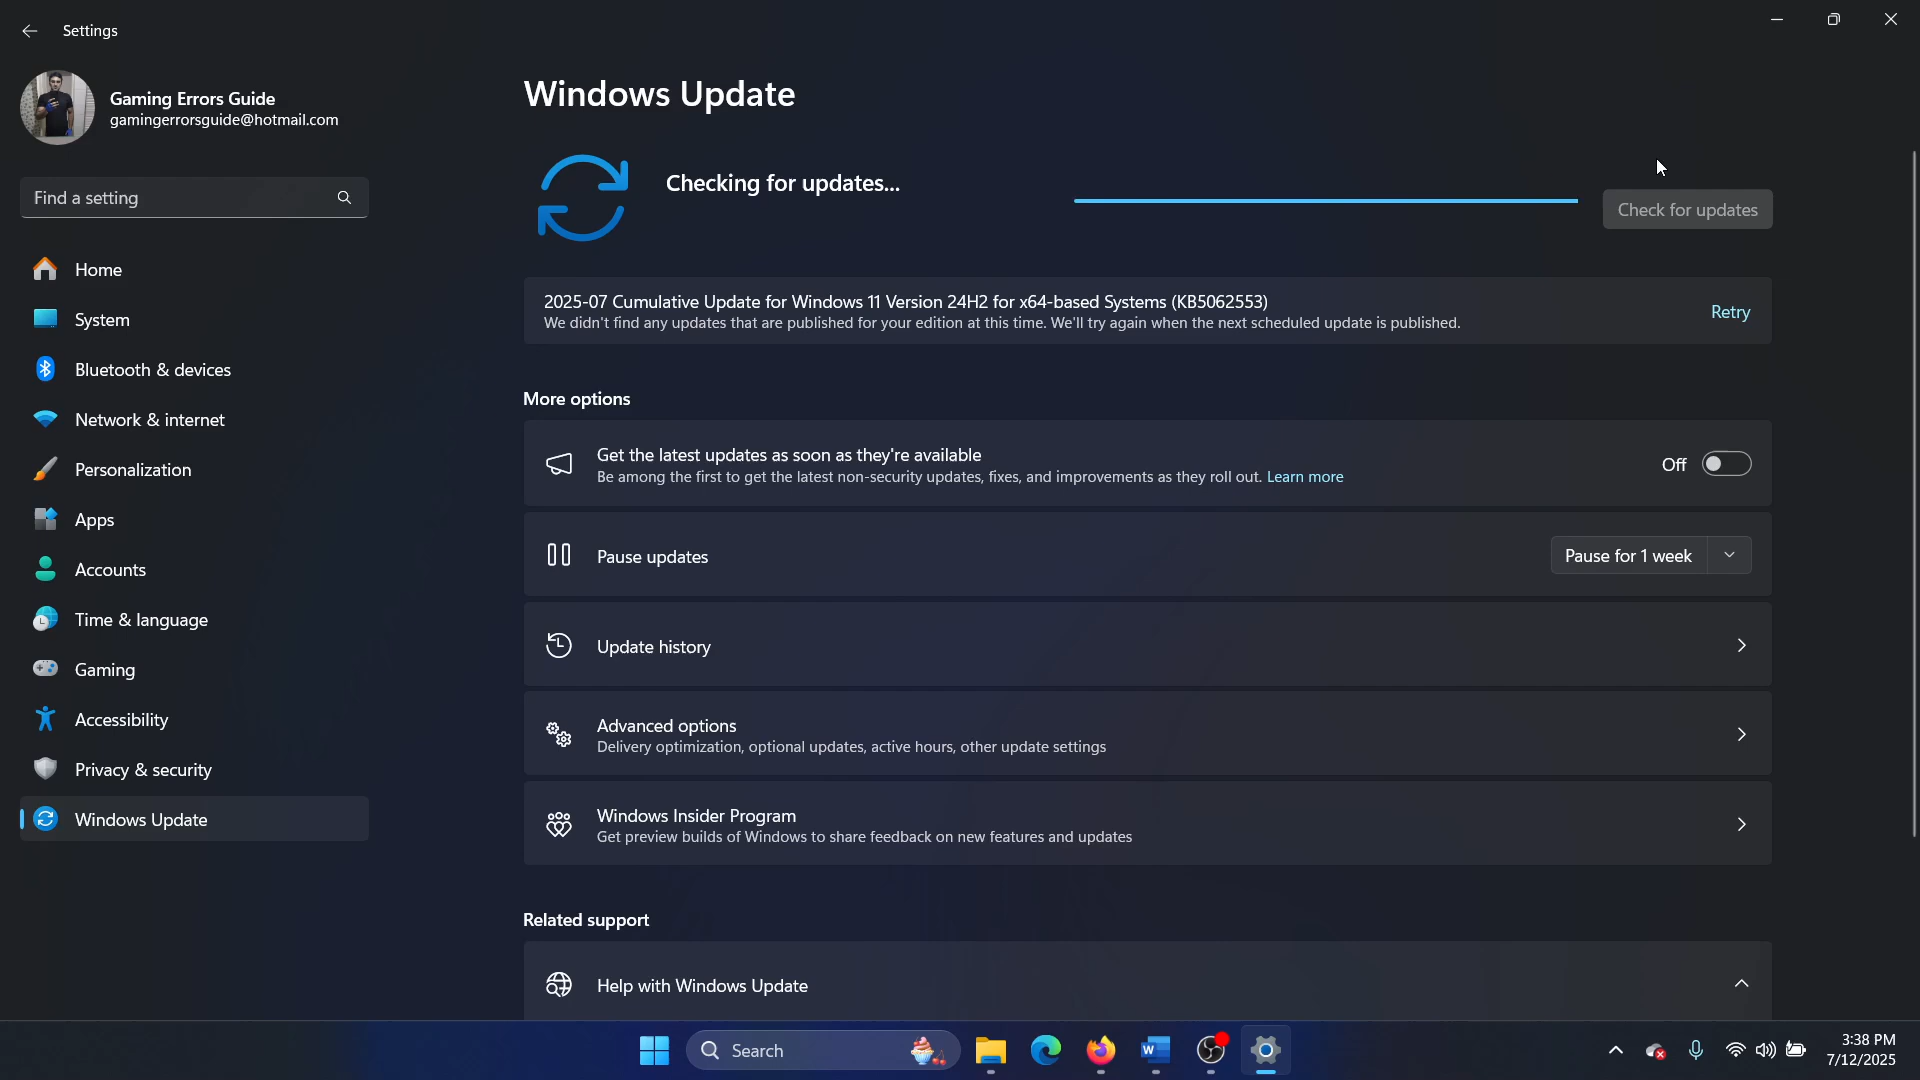 Settings
Gaming Errors Guide
gamingerrorsguide@hotmail.com
Find a setting
Home
System
Bluetooth & devices
Network & internet
Personalization
Apps
Accounts
Time & language
Gaming
Accessibility
Privacy & security
Windows Update
Windows Update
Checking for updates...
Check for updates
2025-07 Cumulative Update for Windows 11 Version 24H2 for x64-based Systems (KB5062553)
We didn't find any updates that are published for your edition at this time. We'll try again when the next scheduled update is published.
Retry
More options
Get the latest updates as soon as they're available
Be among the first to get the latest non-security updates, fixes, and improvements as they roll out. Learn more
Off
Pause updates
Pause for 1 week
Update history
Advanced options
Delivery optimization, optional updates, active hours, other update settings
Windows Insider Program
Get preview builds of Windows to share feedback on new features and updates
Related support
Help with Windows Update
Search
W
3:38 PM
7/12/2025